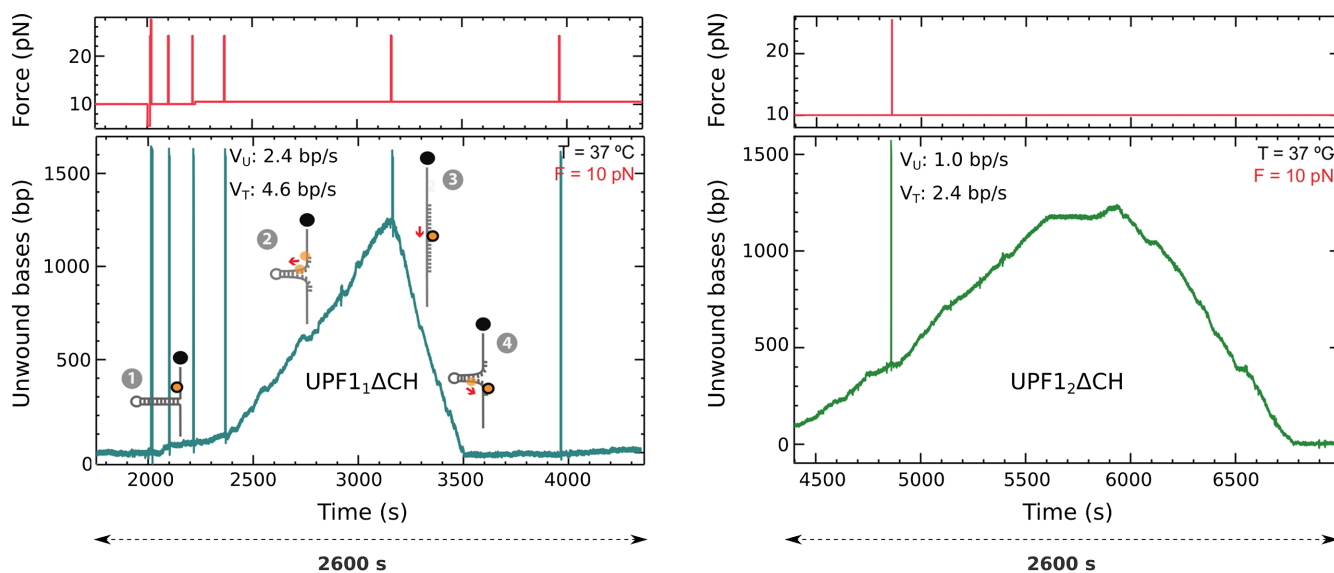 Force (pN)
20
10
Unwound bases (bp)
1500
1000
500
0
V_U: 2.4 bp/s
V_T: 4.6 bp/s
T = 37 ºC
F = 10 pN
1
2
3
4
UPF1₁ΔCH
2000 2500 3000 3500 4000
Time (s)
2600 s
Force (pN)
20
10
Unwound bases (bp)
1500
1000
500
0
V_U: 1.0 bp/s
V_T: 2.4 bp/s
T = 37 ºC
F = 10 pN
UPF1₂ΔCH
4500 5000 5500 6000 6500
Time (s)
2600 s